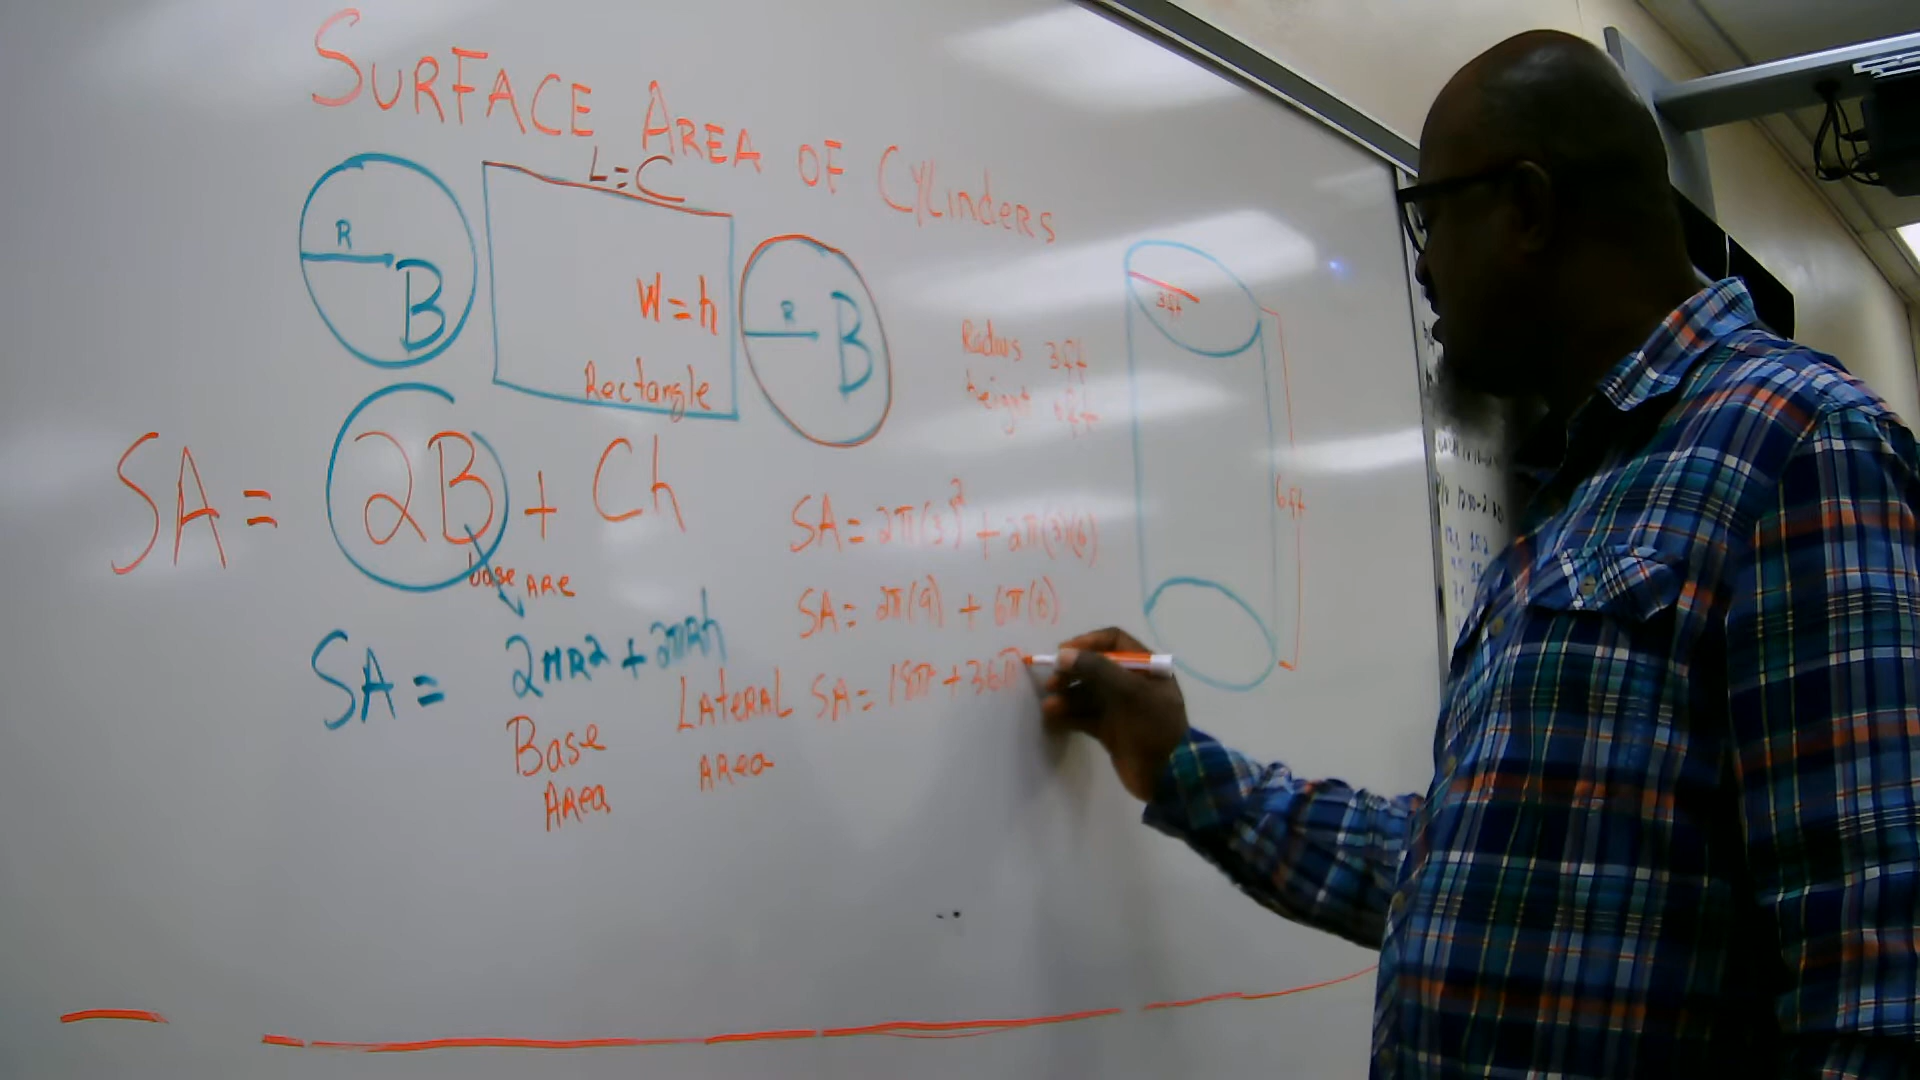 SURFACE AREA OF CYLinders
L=C
R
B
W=h
Rectangle
R
B
3ft
Radius 3ft
height 6ft
6ft
SA = 2B + Ch
base ARE
SA = 2πR² + 2πRh
Base Area
LATERAL AREA
SA = 2π(3)² + 2π(3)(6)
SA = 2π(9) + 6π(6)
SA = 18π + 36π